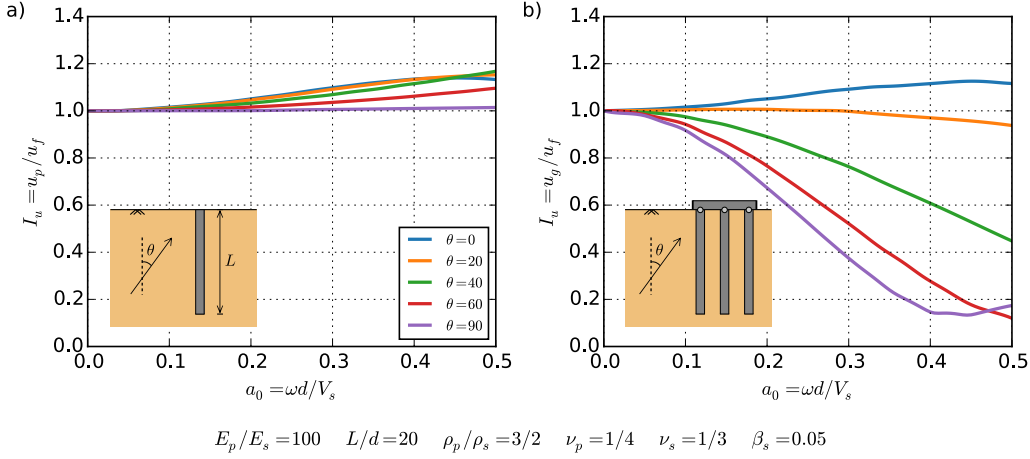 a)
1.4
1.2
1.0
0.8
0.6
0.4
0.2
0.0
I_u = u_p/u_f
θ
L
θ=0
θ=20
θ=40
θ=60
θ=90
0.0 0.1 0.2 0.3 0.4 0.5
a_0 = ωd/V_s
b)
1.4
1.2
1.0
0.8
0.6
0.4
0.2
0.0
I_u = u_g/u_f
θ
0.0 0.1 0.2 0.3 0.4 0.5
a_0 = ωd/V_s
E_p/E_s = 100 L/d = 20 ρ_p/ρ_s = 3/2 ν_p = 1/4 ν_s = 1/3 β_s = 0.05